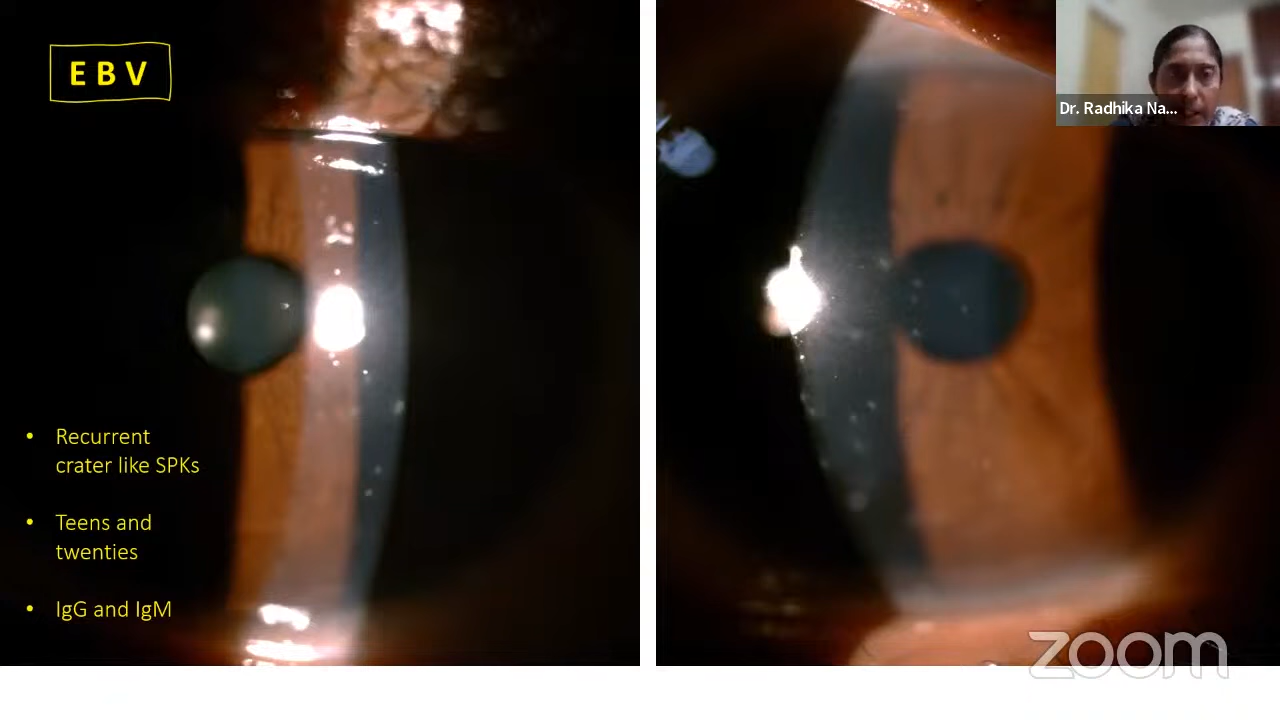 EBV
• Recurrent
crater like SPKs
• Teens and
twenties
• IgG and IgM
Dr. Radhika Na...
zoom